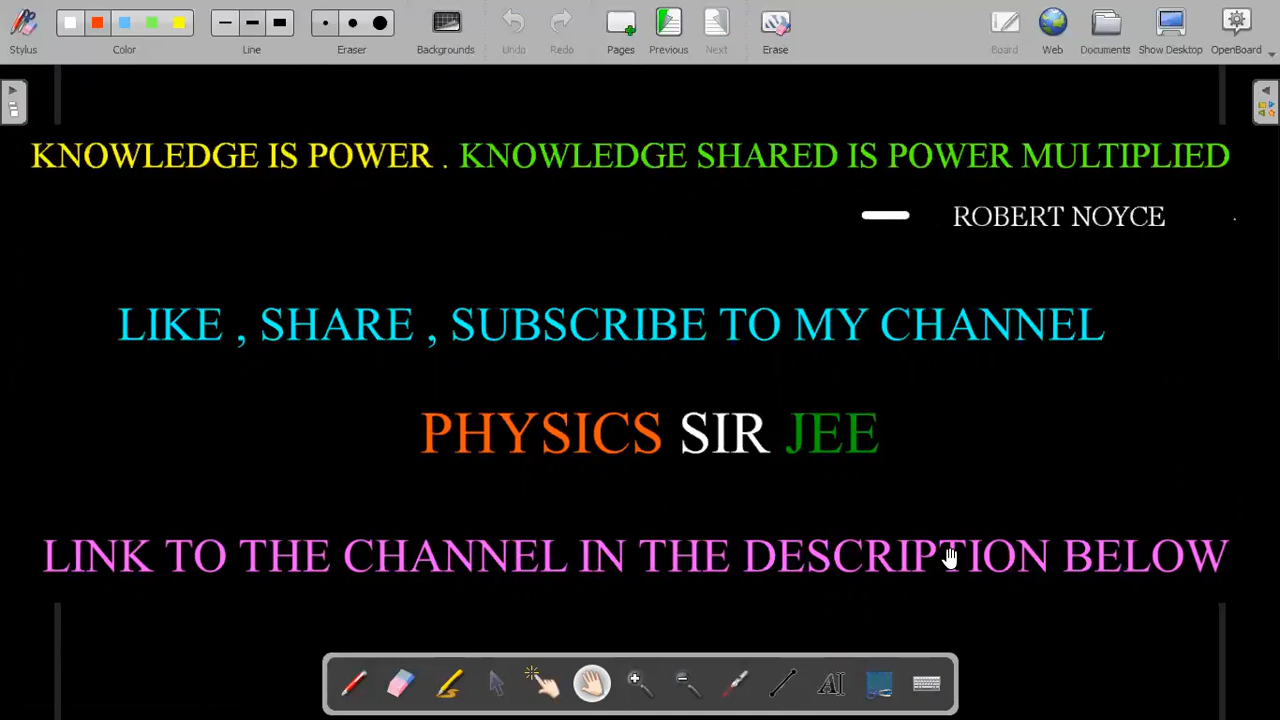 Stylus Color Line Eraser Backgrounds Undo Redo Pages Previous Next Erase Board Web Documents Show Desktop OpenBoard
KNOWLEDGE IS POWER . KNOWLEDGE SHARED IS POWER MULTIPLIED
— ROBERT NOYCE
LIKE , SHARE , SUBSCRIBE TO MY CHANNEL
PHYSICS SIR JEE
LINK TO THE CHANNEL IN THE DESCRIPTION BELOW
AI